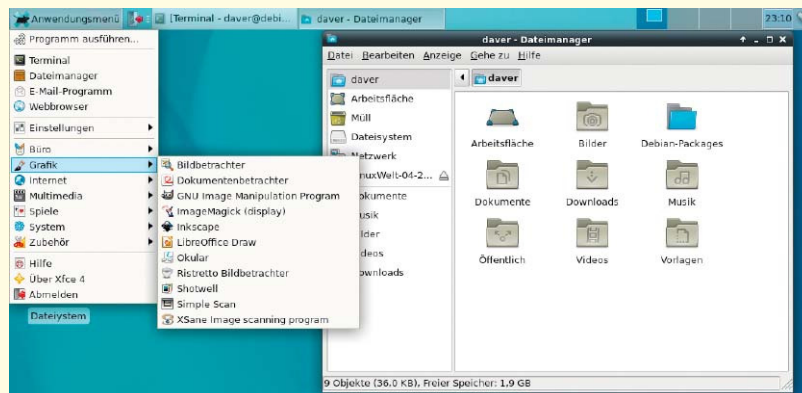 Anwendungsmenü
[Terminal - daver@debi...
daver - Dateimanager
23:10
Programm ausführen...
Terminal
Dateimanager
E-Mail-Programm
Webbrowser
Einstellungen
Büro
Grafik
Internet
Multimedia
Spiele
System
Zubehör
Hilfe
Über Xfce 4
Abmelden
Dateisystem
Bildbetrachter
Dokumentenbetrachter
GNU Image Manipulation Program
ImageMagick (display)
Inkscape
LibreOffice Draw
Okular
Ristretto Bildbetrachter
Shotwell
Simple Scan
XSane Image scanning program
daver - Dateimanager
Datei Bearbeiten Anzeige Gehe zu Hilfe
daver
Arbeitsfläche
Müll
Dateisystem
Netzwerk
nuxWelt-04-2...
okumente
usik
lder
deos
ownloads
daver
Arbeitsfläche
Bilder
Debian-Packages
Dokumente
Downloads
Musik
Öffentlich
Videos
Vorlagen
9 Objekte (36.0 KB), Freier Speicher: 1,9 GB